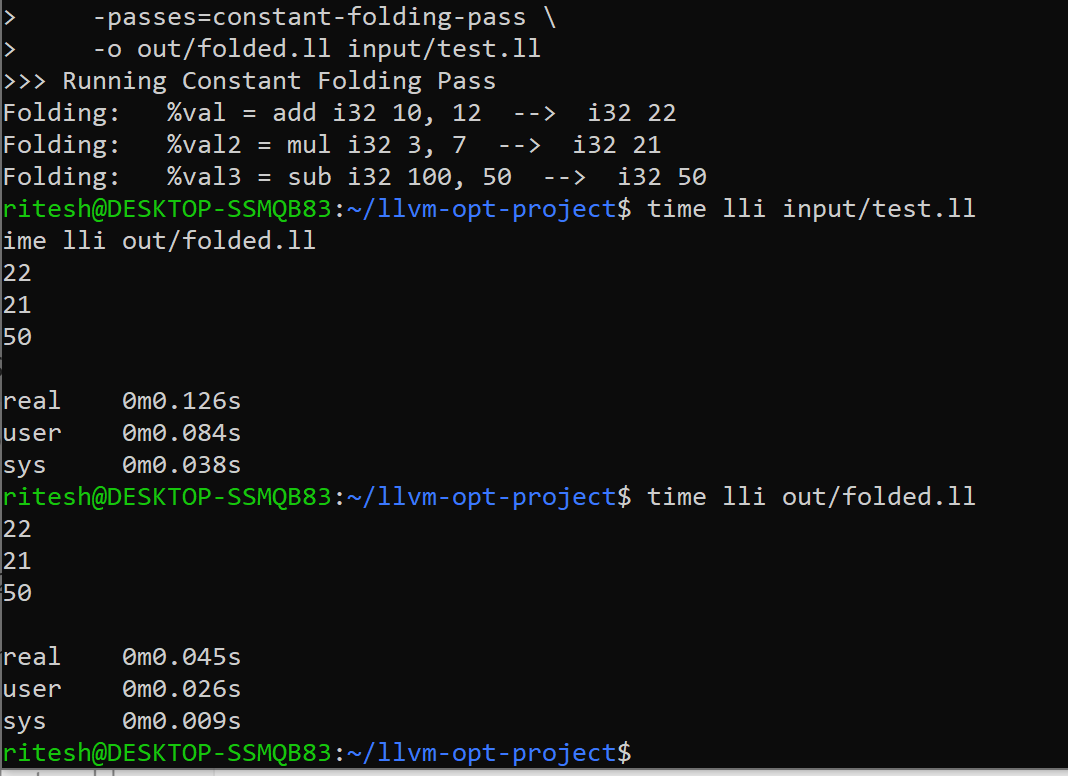 >     -passes=constant-folding-pass \
>     -o out/folded.ll input/test.ll
>>> Running Constant Folding Pass
Folding:   %val = add i32 10, 12  -->  i32 22
Folding:   %val2 = mul i32 3, 7  -->  i32 21
Folding:   %val3 = sub i32 100, 50  -->  i32 50
ritesh@DESKTOP-SSMQB83:~/llvm-opt-project$ time lli input/test.ll
ime lli out/folded.ll
22
21
50

real    0m0.126s
user    0m0.084s
sys     0m0.038s
ritesh@DESKTOP-SSMQB83:~/llvm-opt-project$ time lli out/folded.ll
22
21
50

real    0m0.045s
user    0m0.026s
sys     0m0.009s
ritesh@DESKTOP-SSMQB83:~/llvm-opt-project$